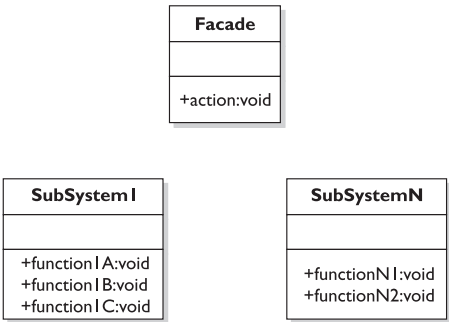 Facade
+action:void
SubSystem1
+function1A:void
+function1B:void
+function1C:void
SubSystemN
+functionN1:void
+functionN2:void